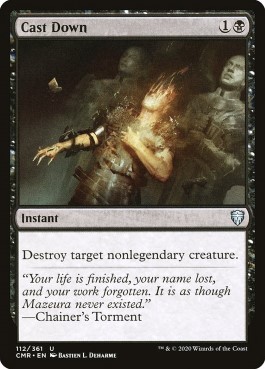 Cast Down 1
Instant
Destroy target nonlegendary creature.
“Your life is finished, your name lost,
and your work forgotten. It is as though
Mazeura never existed.”
—Chainer’s Torment
112/361 U
CMR • EN Bastien L. Deharme ™ & © 2020 Wizards of the Coast